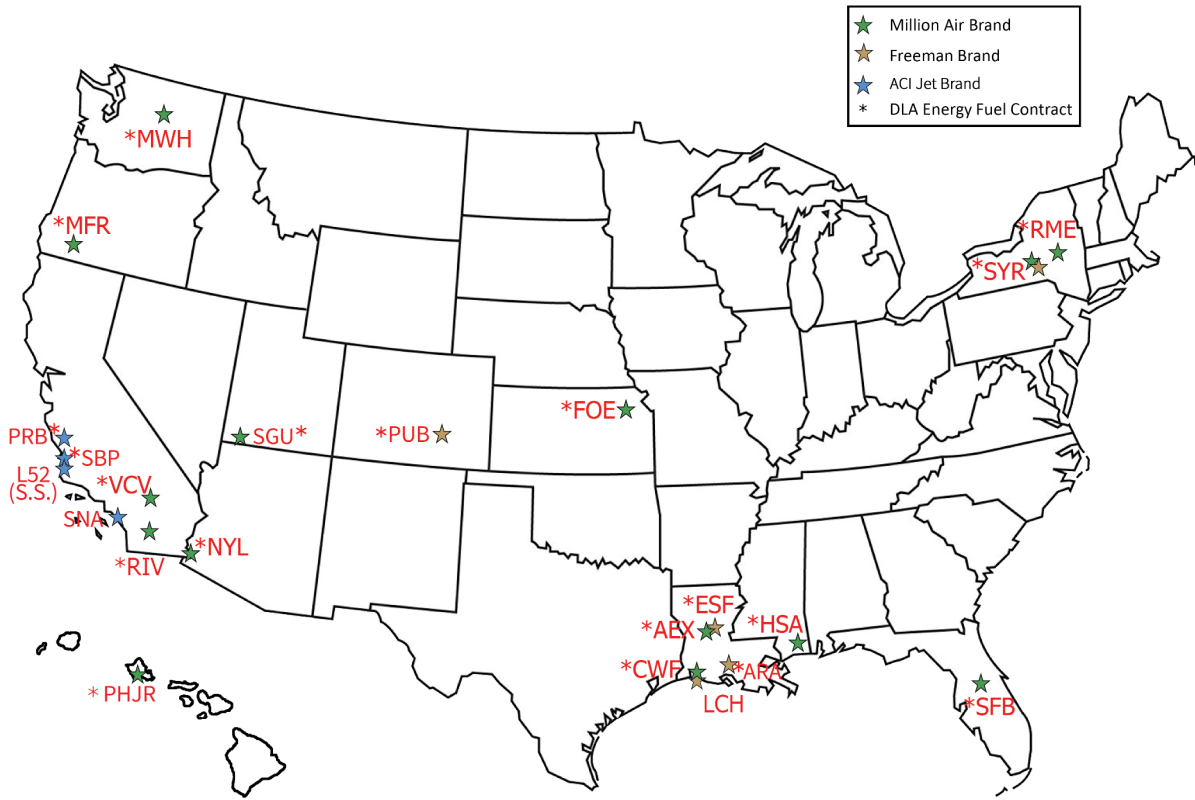 Million Air Brand
Freeman Brand
ACI Jet Brand
* DLA Energy Fuel Contract
*MWH
*MFR
*RME
*SYR
*FOE
PRB*
SGU*
*PUB
*SBP
L52
(S.S.)
*VCV
SNA
*NYL
*RIV
*ESF
*AEX
*HSA
*CWF
*ARA
LCH
*SFB
*PHJR